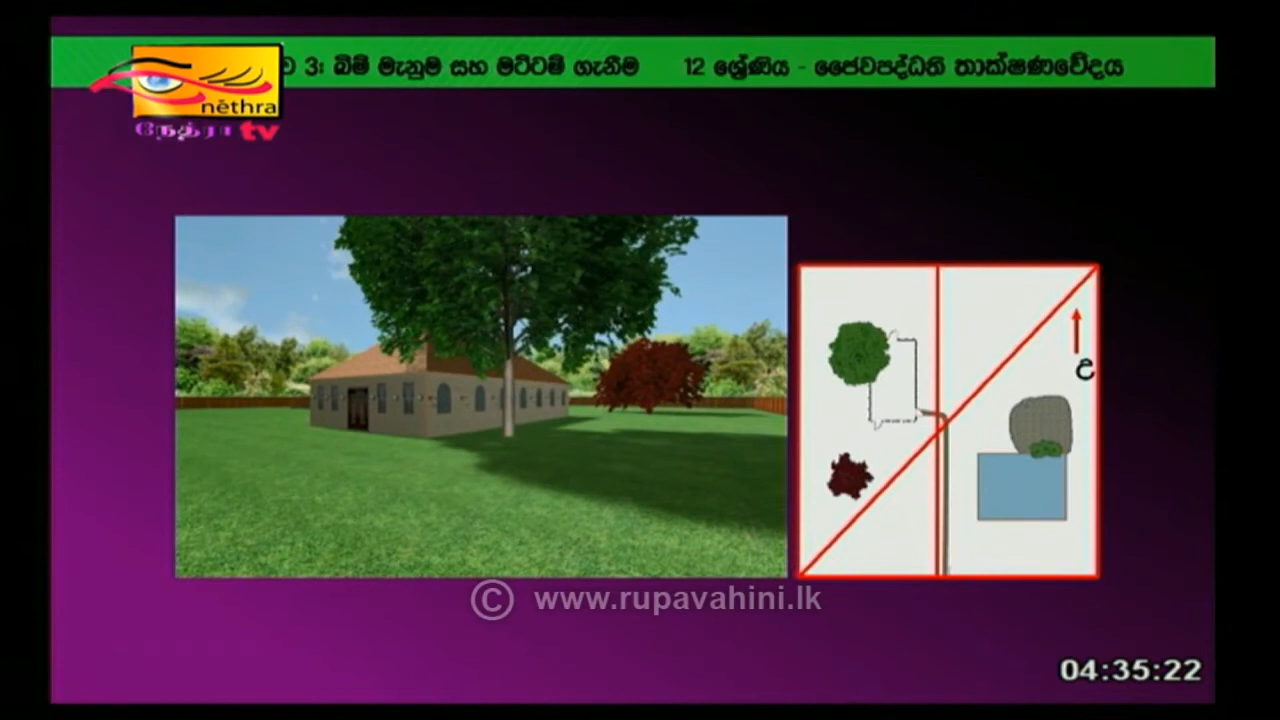 3: බිම් මැනුම සහ මට්ටම් ගැනීම 12 ශ්‍රේණිය - ජෛවපද්ධති තාක්ෂණවේදය
nēthra
நேத்ரா tv
උ
© www.rupavahini.lk
04:35:22